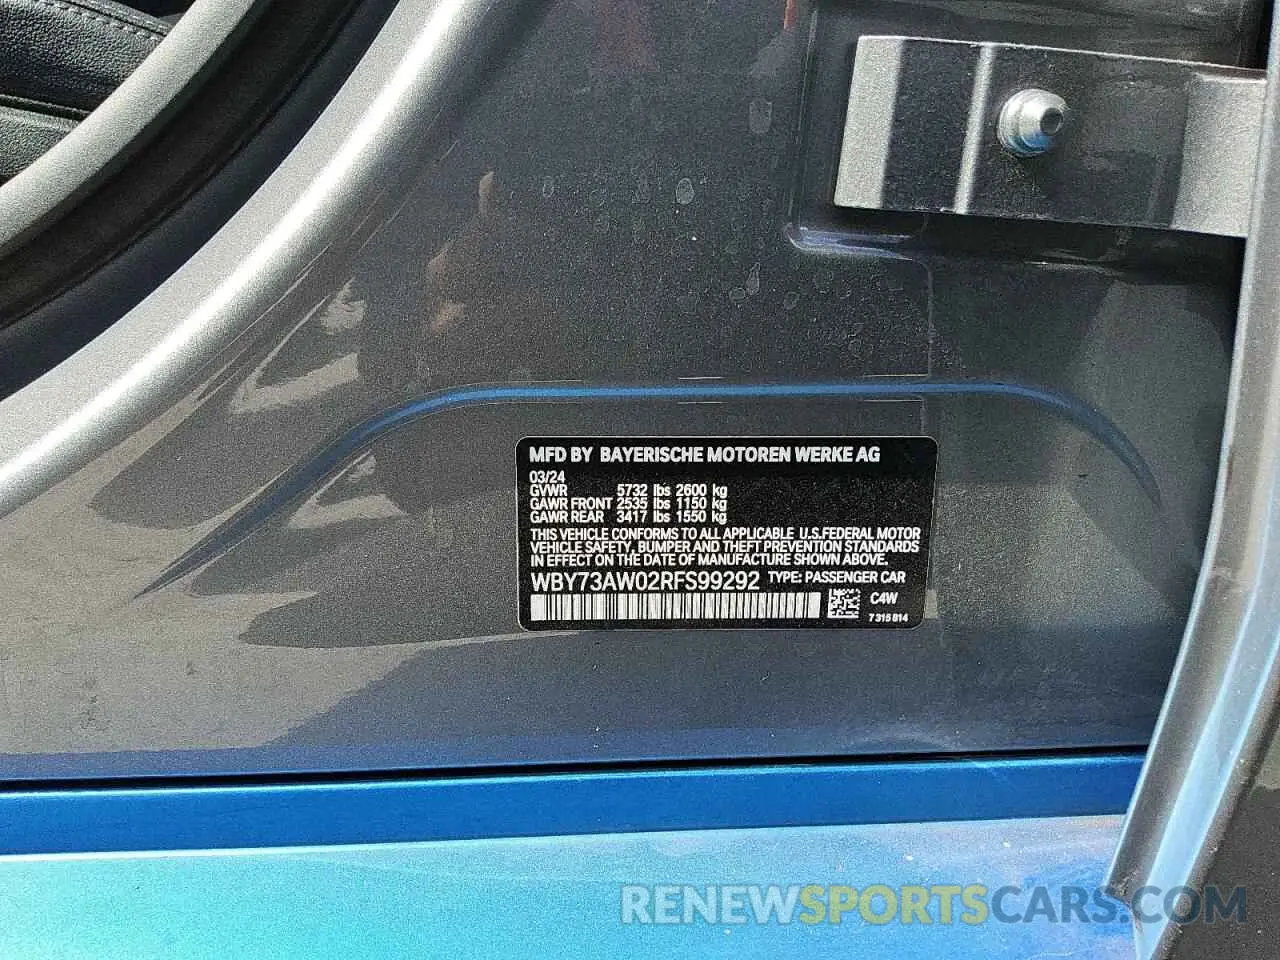 MFD BY BAYERISCHE MOTOREN WERKE AG
03/24
GVWR 5732 lbs 2600 kg
GAWR FRONT 2535 lbs 1150 kg
GAWR REAR 3417 lbs 1550 kg
THIS VEHICLE CONFORMS TO ALL APPLICABLE U.S.FEDERAL MOTOR
VEHICLE SAFETY, BUMPER AND THEFT PREVENTION STANDARDS
IN EFFECT ON THE DATE OF MANUFACTURE SHOWN ABOVE.
WBY73AW02RFS99292 TYPE: PASSENGER CAR
C4W
7 315 814
RENEWSPORTSCARS.COM